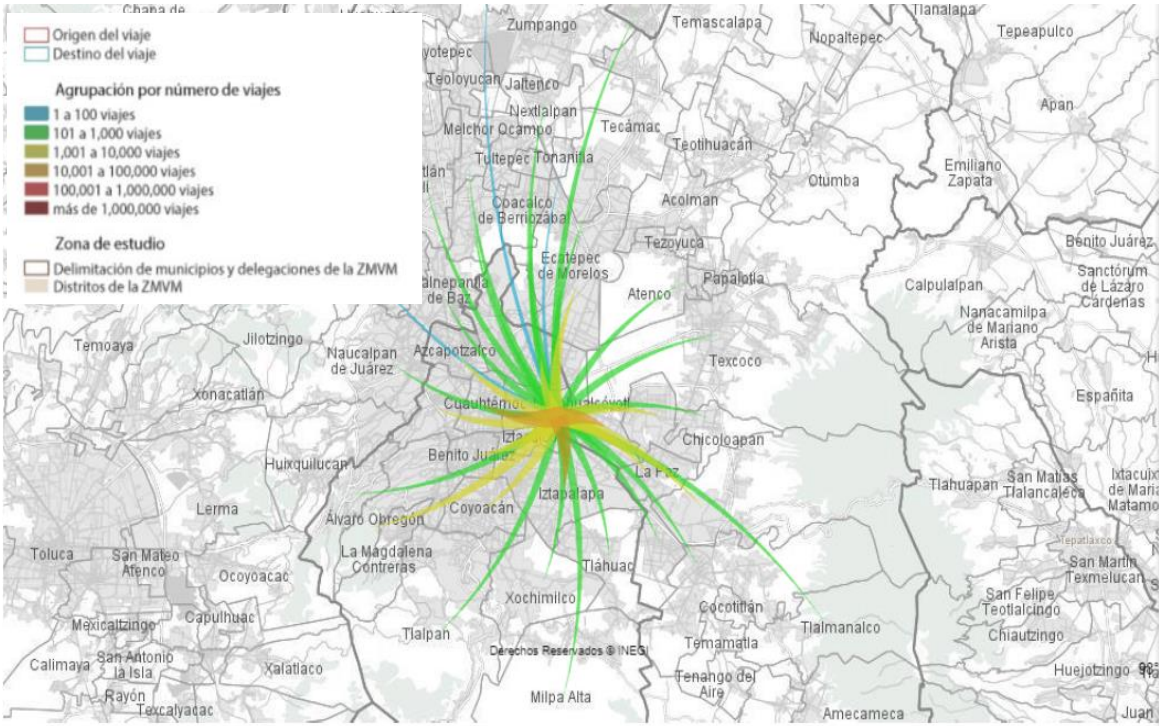 Chapa de
Origen del viaje
Destino del viaje
Agrupación por número de viajes
1 a 100 viajes
101 a 1,000 viajes
1,001 a 10,000 viajes
10,001 a 100,000 viajes
100,001 a 1,000,000 viajes
más de 1,000,000 viajes
Zona de estudio
Delimitación de municipios y delegaciones de la ZMVM
Distritos de la ZMVM
Zumpango
Temascalapa
Tlanalapa
Nopaltepec
Tepeapulco
Teoloyucan
Jaltenco
Apan
Nextlalpan
Melchor Ocampo
Tecámac
Teotihuacán
Tultepec
Tonanitla
Emiliano
Zapata
Otumba
Acolman
Coacalco
de Berriozábal
Tezoyuca
Benito Juárez
Ecatepec
de Morelos
Papalotla
Sanctórum
de Lázaro
Cárdenas
Calpulalpan
de Baz
Atenco
Nanacamilpa
de Mariano
Arista
Jilotzingo
Temoaya
Naucalpan
de Juárez
Azcapotzalco
Texcoco
Xonacatlán
Españita
Cuauhtémoc
Chicoloapan
Benito Juárez
Huixquilucan
La Paz
San Matías
Tlalancaleca
Tlahuapan
Iztapalapa
Lerma
Coyoacán
Álvaro Obregón
Toluca
San Mateo
Atenco
La Magdalena
Contreras
Tepatlaxco
Ocoyoacac
Tláhuac
San Martín
Texmelucan
Xochimilco
Cocotitlán
San Felipe
Teotlalcingo
Capulhuac
Mexicaltzingo
Tlalpan
Tlalmanalco
Chiautzingo
Temamatla
Derechos Reservados © INEGI
Calimaya
San Antonio
la Isla
Xalatlaco
Tenango del
Aire
Huejotzingo
Rayón
Milpa Alta
Texcalyacac
Amecameca
Juan